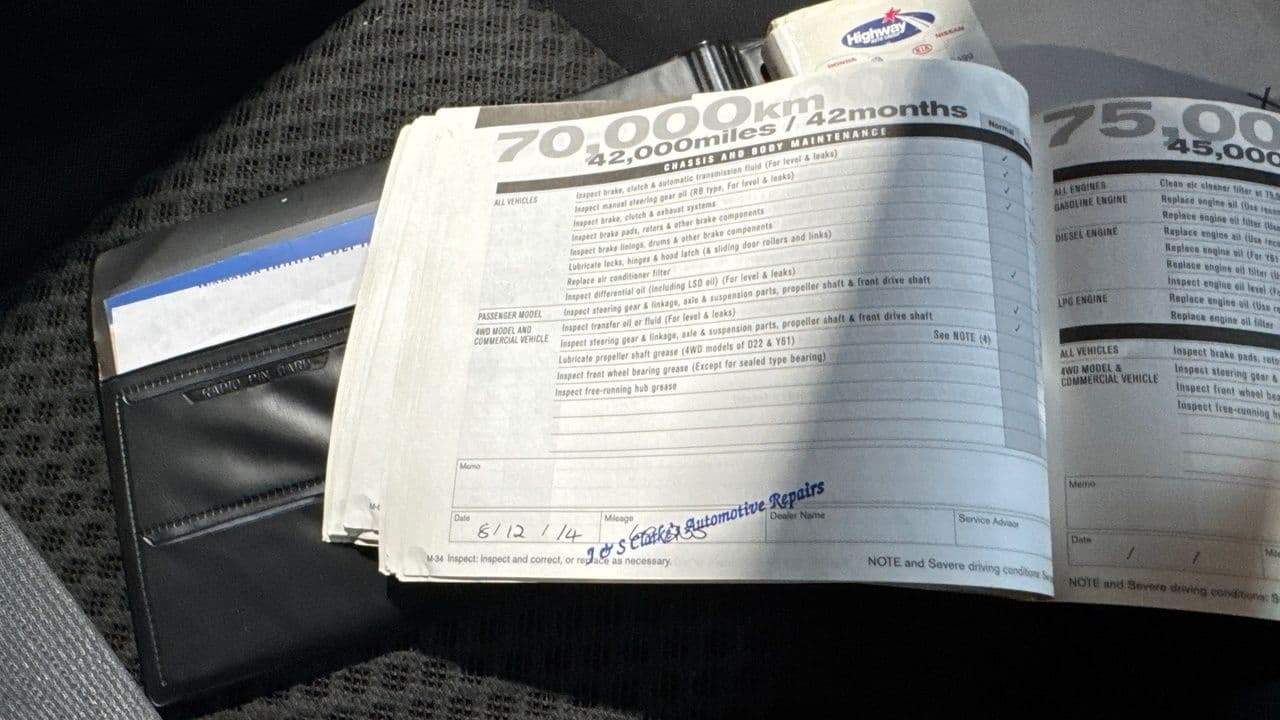 Highway
HONDA
KIA
NISSAN
RADIO PIN CARD
70,000km
42,000miles / 42months
Normal
CHASSIS AND BODY MAINTENANCE
ALL VEHICLES
Inspect brake, clutch & automatic transmission fluid (For level & leaks)
Inspect manual steering gear oil (RB type, For level & leaks)
Inspect brake, clutch & exhaust systems
Inspect brake pads, rotors & other brake components
Inspect brake linings, drums & other brake components
Lubricate locks, hinges & hood latch (& sliding door rollers and links)
Replace air conditioner filter
Inspect differential oil (including LSD oil) (For level & leaks)
PASSENGER MODEL
Inspect steering gear & linkage, axle & suspension parts, propeller shaft & front drive shaft
4WD MODEL AND
COMMERCIAL VEHICLE
Inspect transfer oil or fluid (For level & leaks)
Inspect steering gear & linkage, axle & suspension parts, propeller shaft & front drive shaft
Lubricate propeller shaft grease (4WD models of D22 & Y61)
See NOTE (4)
Inspect front wheel bearing grease (Except for sealed type bearing)
Inspect free-running hub grease
Memo
Date
8/12/14
Mileage
J & S Clarke's Automotive Repairs
Dealer Name
Service Advisor
M-34 Inspect: Inspect and correct, or replace as necessary.
NOTE and Severe driving conditions:
75,00
45,000
ALL ENGINES
Clean air cleaner filter
GASOLINE ENGINE
Replace engine oil
Replace engine oil filter
DIESEL ENGINE
Replace engine oil
Replace engine oil
Replace engine oil filter
Inspect engine oil level
LPG ENGINE
Replace engine oil
Replace engine oil filter
ALL VEHICLES
Inspect brake pads,
4WD MODEL &
COMMERCIAL VEHICLE
Inspect steering gear &
Inspect front wheel
Inspect free-running
Memo
Date
/ /
NOTE and Severe driving conditions: